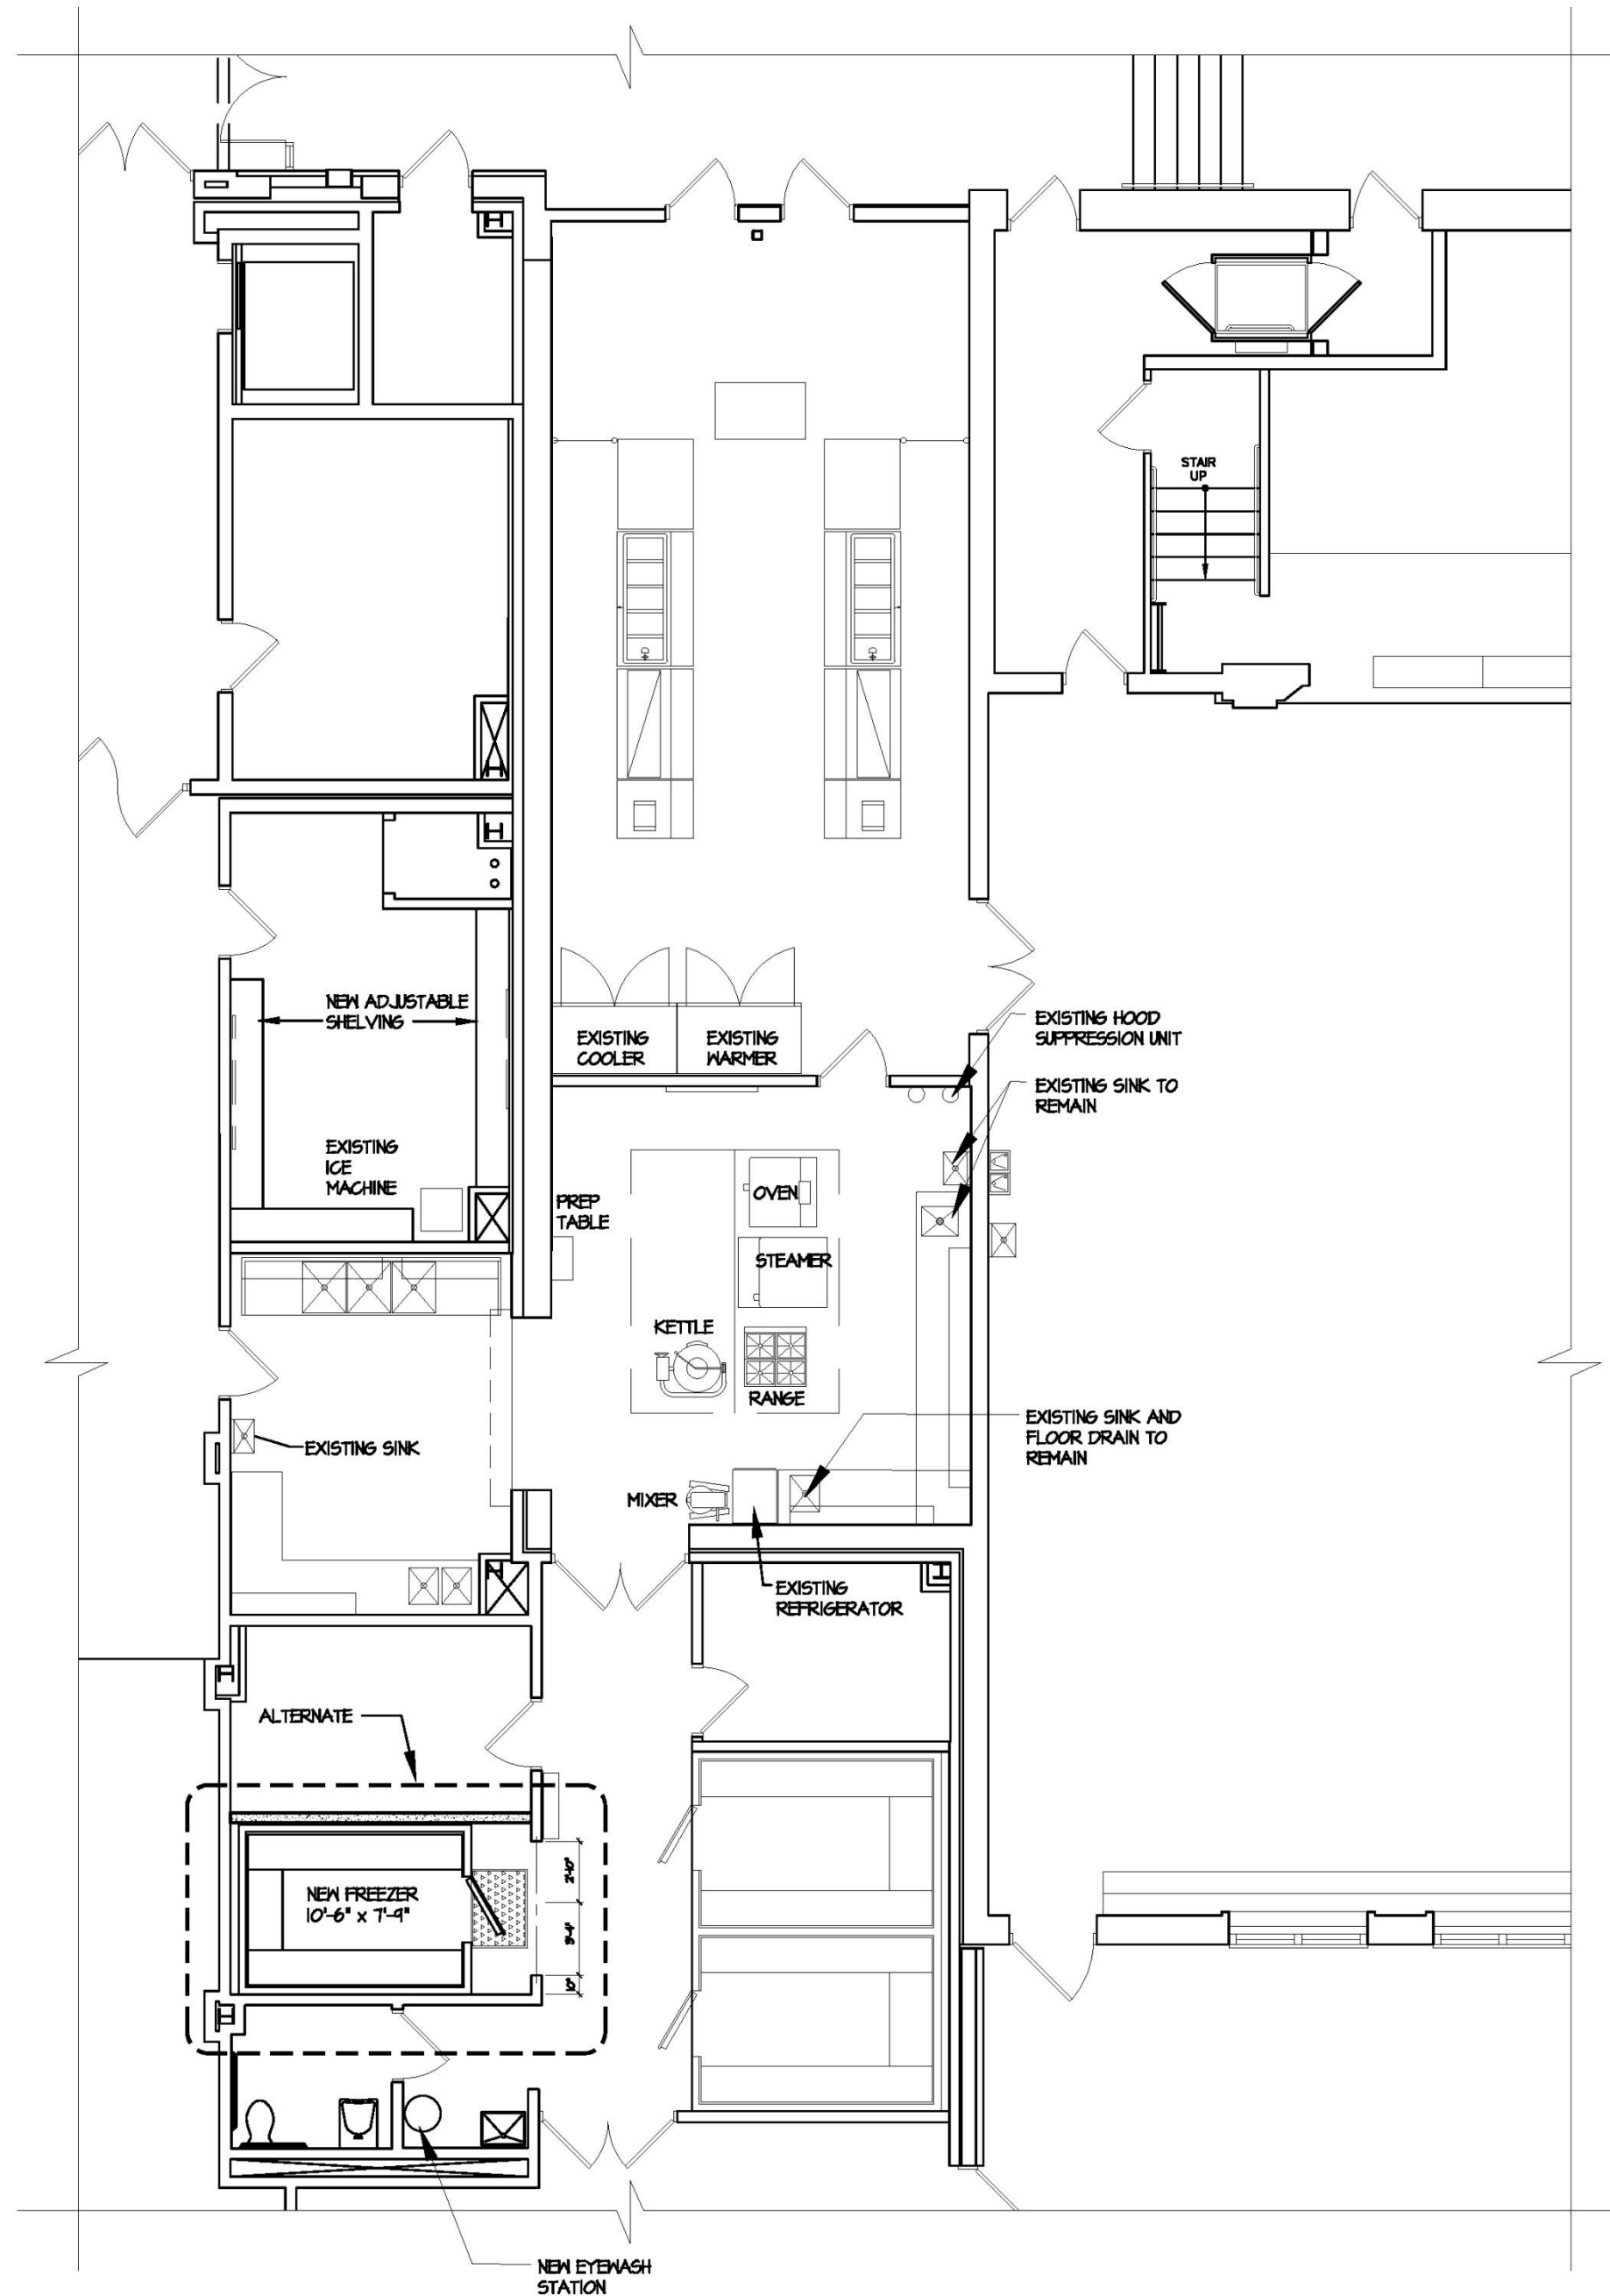 STAIR
UP
NEW ADJUSTABLE
SHELVING
EXISTING
COOLER
EXISTING
WARMER
EXISTING HOOD
SUPPRESSION UNIT
EXISTING SINK TO
REMAIN
EXISTING
ICE
MACHINE
PREP
TABLE
OVEN
STEAMER
KETTLE
RANGE
EXISTING SINK
EXISTING SINK AND
FLOOR DRAIN TO
REMAIN
MIXER
EXISTING
REFRIGERATOR
ALTERNATE
NEW FREEZER
10'-6" x 7'-9"
2'-10"
3'-4"
10"
NEW EYEWASH
STATION